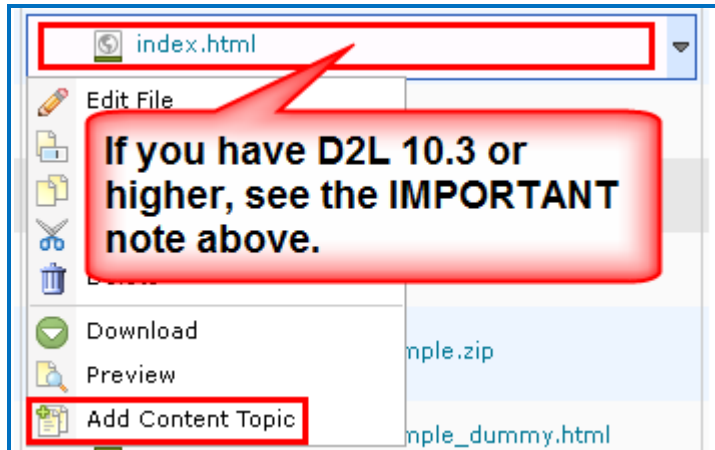 index.html
Edit File
If you have D2L 10.3 or
higher, see the IMPORTANT
note above.
Delete
Download
mple.zip
Preview
Add Content Topic
mple_dummy.html